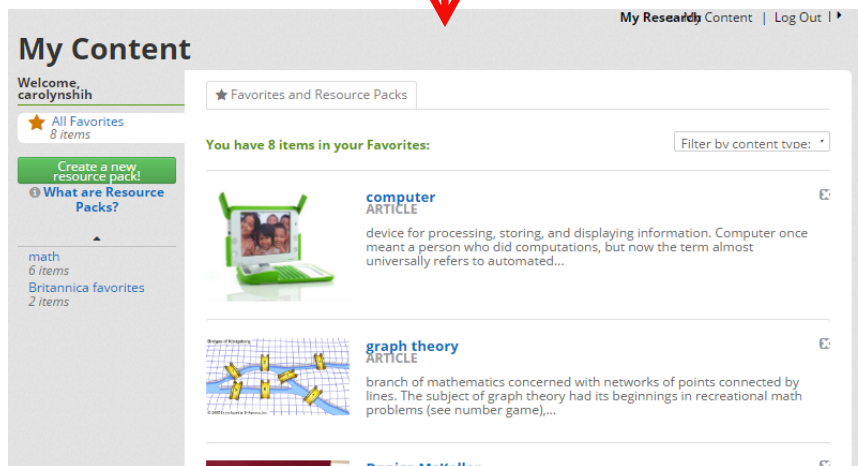 My Research My Content | Log Out |
My Content
Welcome,
carolynshih
All Favorites
8 items
Create a new
resource pack!
What are Resource
Packs?
math
6 items
Britannica favorites
2 items
Favorites and Resource Packs
You have 8 items in your Favorites:
Filter by content type:
computer
ARTICLE
device for processing, storing, and displaying information. Computer once
meant a person who did computations, but now the term almost
universally refers to automated...
Bridges of Königsberg
graph theory
ARTICLE
branch of mathematics concerned with networks of points connected by
lines. The subject of graph theory had its beginnings in recreational math
problems (see number game),...
Danica McKellar